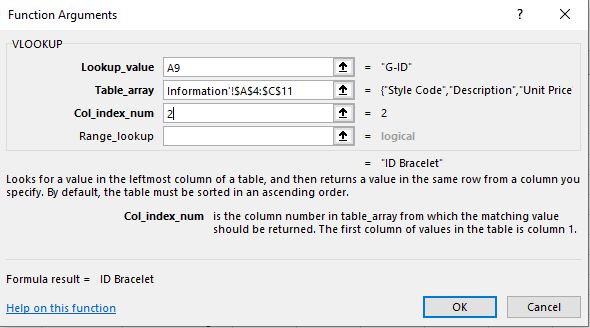 Function Arguments ? ×
VLOOKUP
Lookup_value A9 = "G-ID"
Table_array Information'!$A$4:$C$11 = {"Style Code","Description","Unit Price
Col_index_num 2 = 2
Range_lookup = logical
= "ID Bracelet"
Looks for a value in the leftmost column of a table, and then returns a value in the same row from a column you
specify. By default, the table must be sorted in an ascending order.
Col_index_num is the column number in table_array from which the matching value
should be returned. The first column of values in the table is column 1.
Formula result = ID Bracelet
Help on this function OK Cancel